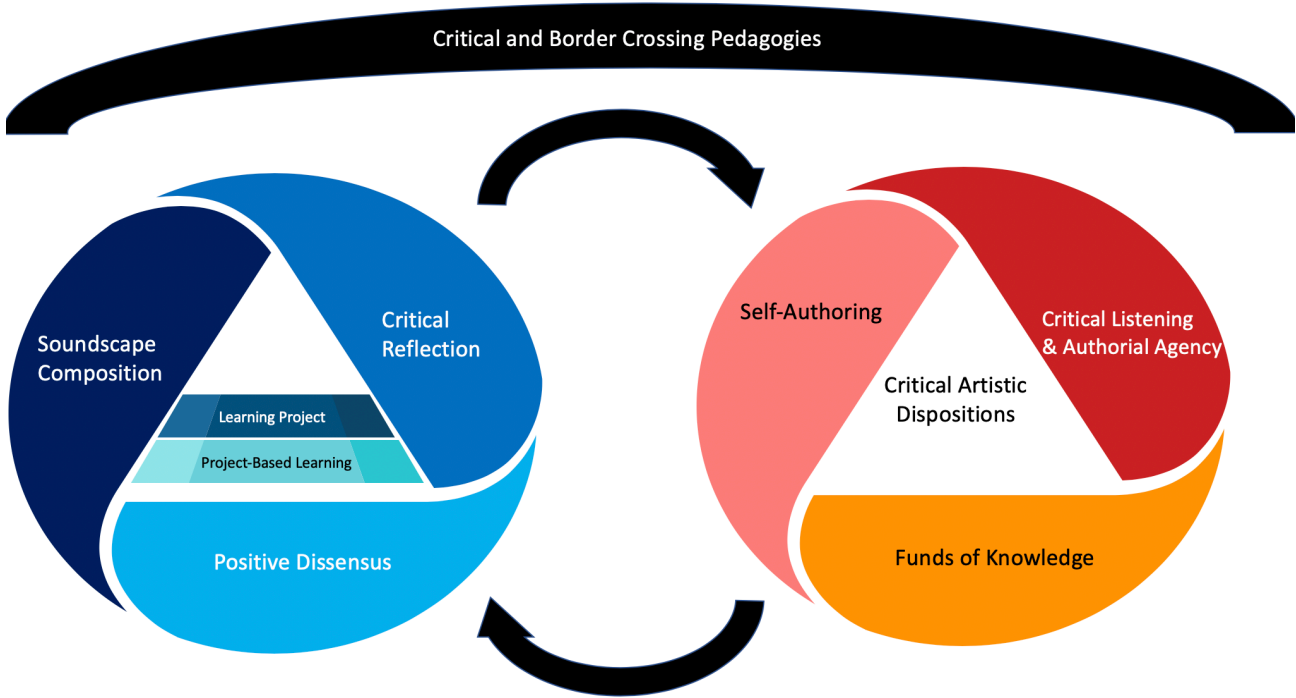 Critical and Border Crossing Pedagogies
Soundscape
Composition
Critical
Reflection
Learning Project
Project-Based Learning
Positive Dissensus
Self-Authoring
Critical Listening
& Authorial Agency
Critical Artistic
Dispositions
Funds of Knowledge